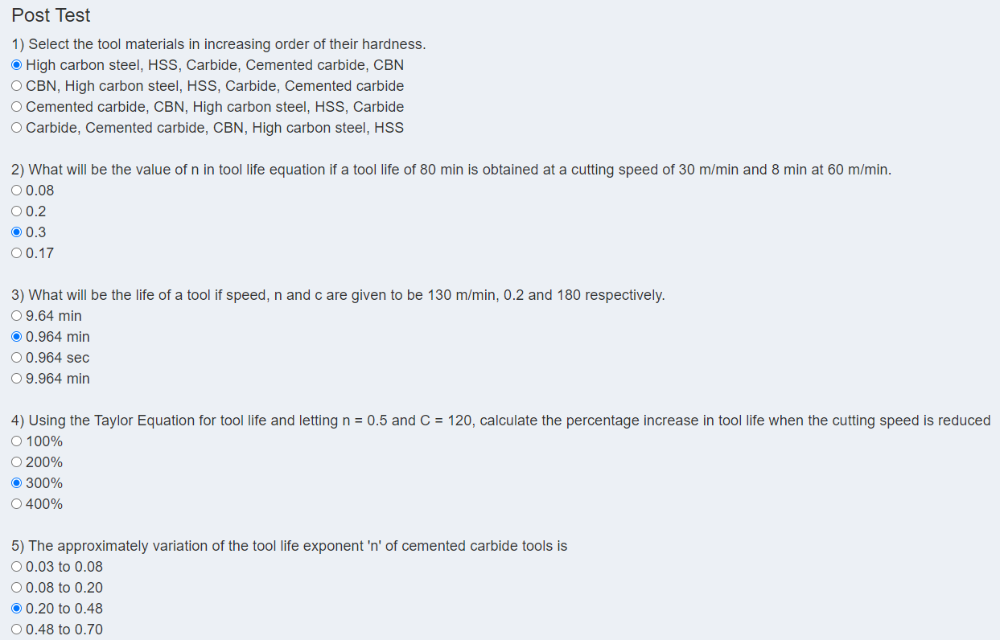 Post Test
1) Select the tool materials in increasing order of their hardness.
High carbon steel, HSS, Carbide, Cemented carbide, CBN
CBN, High carbon steel, HSS, Carbide, Cemented carbide
Cemented carbide, CBN, High carbon steel, HSS, Carbide
Carbide, Cemented carbide, CBN, High carbon steel, HSS
2) What will be the value of n in tool life equation if a tool life of 80 min is obtained at a cutting speed of 30 m/min and 8 min at 60 m/min.
0.08
0.2
0.3
0.17
3) What will be the life of a tool if speed, n and c are given to be 130 m/min, 0.2 and 180 respectively.
9.64 min
0.964 min
0.964 sec
9.964 min
4) Using the Taylor Equation for tool life and letting n = 0.5 and C = 120, calculate the percentage increase in tool life when the cutting speed is reduced
100%
200%
300%
400%
5) The approximately variation of the tool life exponent 'n' of cemented carbide tools is
0.03 to 0.08
0.08 to 0.20
0.20 to 0.48
0.48 to 0.70